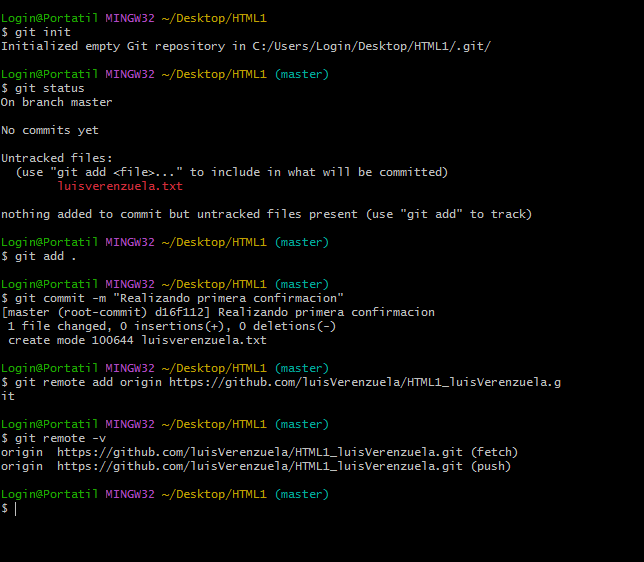 Login@Portatil MINGW32 ~/Desktop/HTML1
$ git init
Initialized empty Git repository in C:/Users/Login/Desktop/HTML1/.git/
Login@Portatil MINGW32 ~/Desktop/HTML1 (master)
$ git status
On branch master
No commits yet
Untracked files:
(use "git add <file>..." to include in what will be committed)
luisverenzuela.txt
nothing added to commit but untracked files present (use "git add" to track)
Login@Portatil MINGW32 ~/Desktop/HTML1 (master)
$ git add .
Login@Portatil MINGW32 ~/Desktop/HTML1 (master)
$ git commit -m "Realizando primera confirmacion"
[master (root-commit) d16f112] Realizando primera confirmacion
1 file changed, 0 insertions(+), 0 deletions(-)
create mode 100644 luisverenzuela.txt
Login@Portatil MINGW32 ~/Desktop/HTML1 (master)
$ git remote add origin https://github.com/luisVerenzuela/HTML1_luisVerenzuela.g
it
Login@Portatil MINGW32 ~/Desktop/HTML1 (master)
$ git remote -v
origin  https://github.com/luisVerenzuela/HTML1_luisVerenzuela.git (fetch)
origin  https://github.com/luisVerenzuela/HTML1_luisVerenzuela.git (push)
Login@Portatil MINGW32 ~/Desktop/HTML1 (master)
$